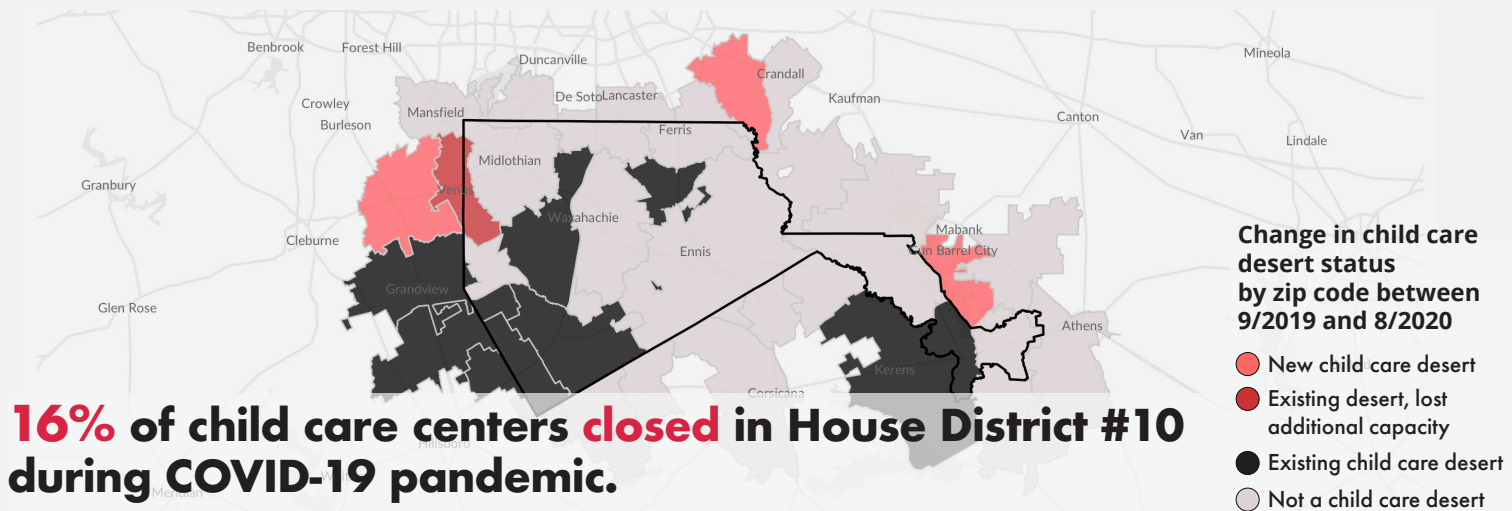 Benbrook
Forest Hill
Duncanville
Mineola
Crandall
De Soto
Lancaster
Kaufman
Crowley
Mansfield
Canton
Burleson
Ferris
Van
Lindale
Midlothian
Granbury
Venus
Waxahachie
Mabank
Cleburne
Gun Barrel City
Ennis
Grandview
Glen Rose
Athens
Kerens
Corsicana
Hillsboro
Meridian
Change in child care
desert status
by zip code between
9/2019 and 8/2020
New child care desert
Existing desert, lost
additional capacity
Existing child care desert
Not a child care desert
16% of child care centers closed in House District #10
during COVID-19 pandemic.